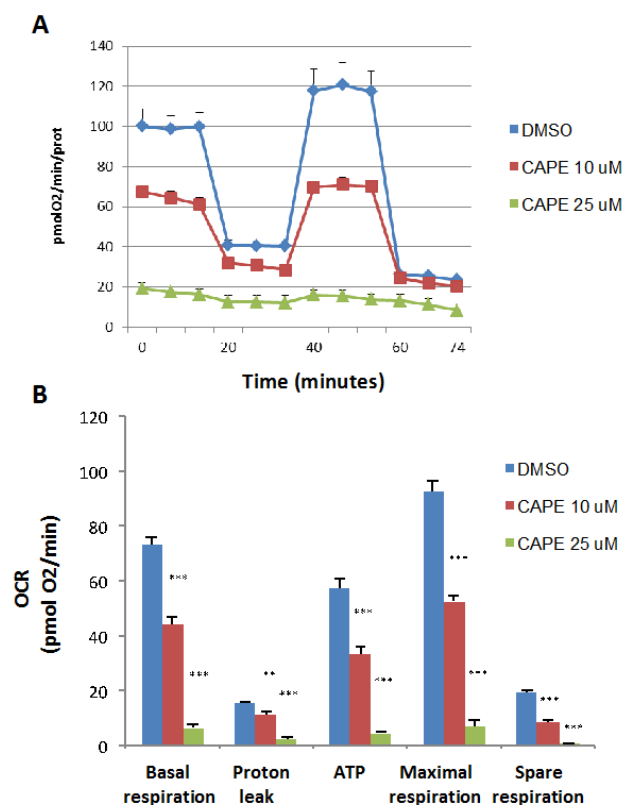 A
140
120
100
80
60
40
20
0
pmolO2/min/prot
0 20 40 60 74
Time (minutes)
DMSO
CAPE 10 uM
CAPE 25 uM
B
120
100
80
60
40
20
0
OCR
(pmol O2/min)
DMSO
CAPE 10 uM
CAPE 25 uM
*** *** ** *** *** *** *** *** *** ***
Basal Proton ATP Maximal Spare
respiration leak respiration respiration